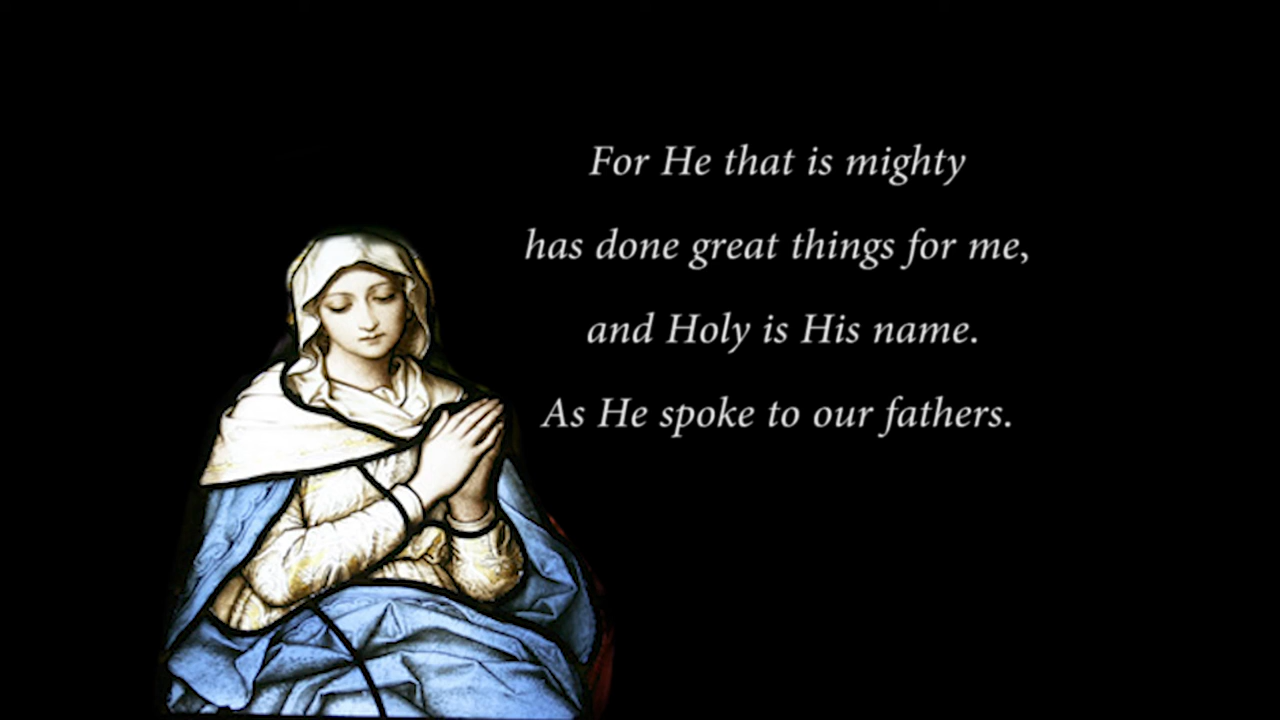 For He that is mighty
has done great things for me,
and Holy is His name.
As He spoke to our fathers.